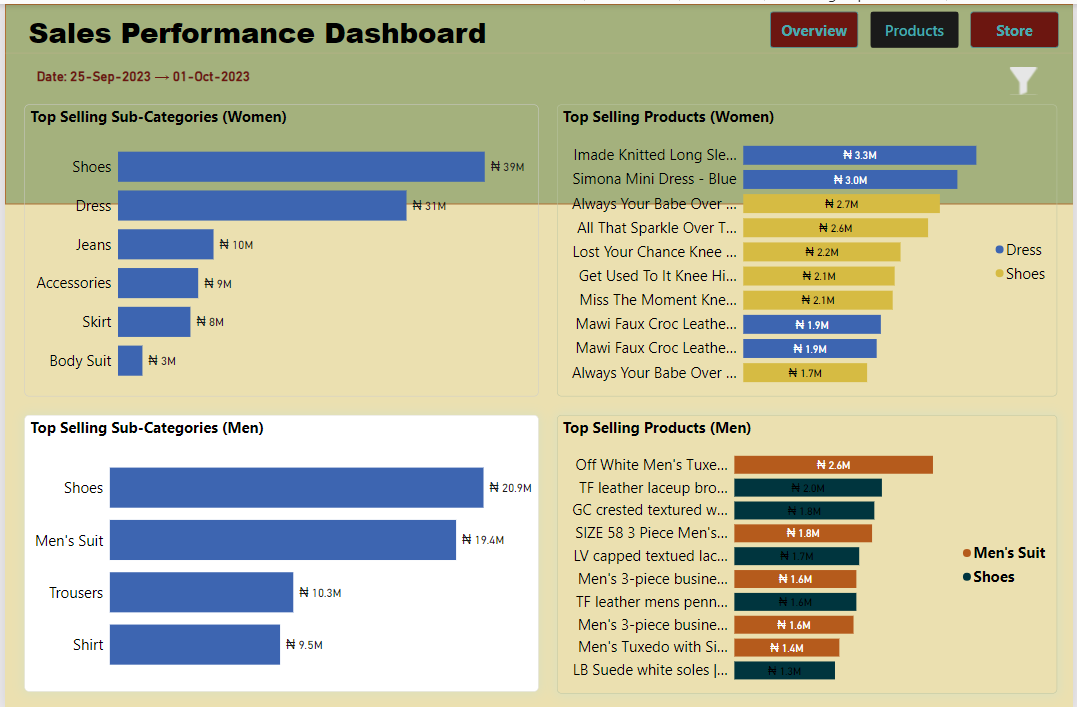 Sales Performance Dashboard
Overview
Products
Store
Date: 25-Sep-2023 → 01-Oct-2023
Top Selling Sub-Categories (Women)
Shoes ₦ 39M
Dress ₦ 31M
Jeans ₦ 10M
Accessories ₦ 9M
Skirt ₦ 8M
Body Suit ₦ 3M
Top Selling Products (Women)
Imade Knitted Long Sle... ₦ 3.3M
Simona Mini Dress - Blue ₦ 3.0M
Always Your Babe Over ... ₦ 2.7M
All That Sparkle Over T... ₦ 2.6M
Lost Your Chance Knee ... ₦ 2.2M
Get Used To It Knee Hi... ₦ 2.1M
Miss The Moment Kne... ₦ 2.1M
Mawi Faux Croc Leathe... ₦ 1.9M
Mawi Faux Croc Leathe... ₦ 1.9M
Always Your Babe Over ... ₦ 1.7M
Dress
Shoes
Top Selling Sub-Categories (Men)
Shoes ₦ 20.9M
Men's Suit ₦ 19.4M
Trousers ₦ 10.3M
Shirt ₦ 9.5M
Top Selling Products (Men)
Off White Men's Tuxe... ₦ 2.6M
TF leather laceup bro... ₦ 2.0M
GC crested textured w... ₦ 1.8M
SIZE 58 3 Piece Men's... ₦ 1.8M
LV capped textued lac... ₦ 1.7M
Men's 3-piece busine... ₦ 1.6M
TF leather mens penn... ₦ 1.6M
Men's 3-piece busine... ₦ 1.6M
Men's Tuxedo with Si... ₦ 1.4M
LB Suede white soles |... ₦ 1.3M
Men's Suit
Shoes